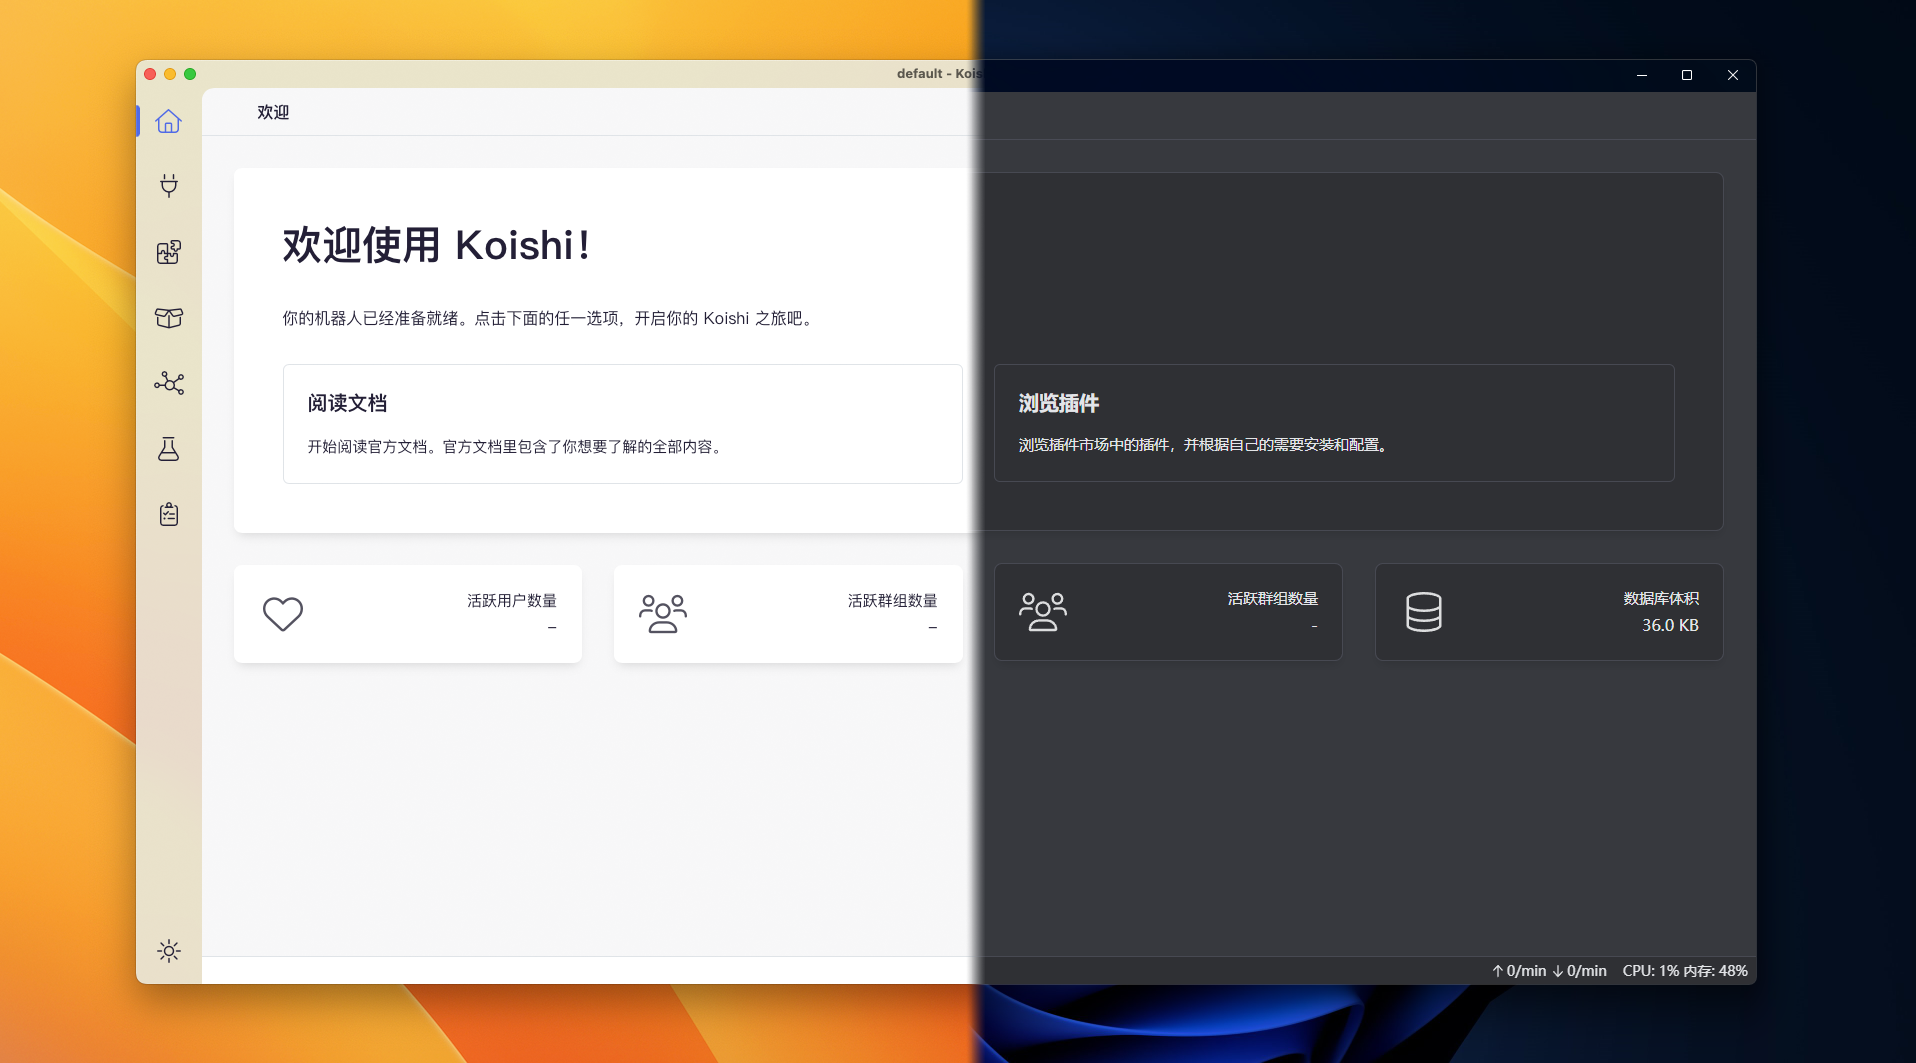 default - Kois
欢迎
欢迎使用 Koishi！
你的机器人已经准备就绪。点击下面的任一选项，开启你的 Koishi 之旅吧。
阅读文档
开始阅读官方文档。官方文档里包含了你想要了解的全部内容。
浏览插件
浏览插件市场中的插件，并根据自己的需要安装和配置。
活跃用户数量
-
活跃群组数量
-
活跃群组数量
-
数据库体积
36.0 KB
↑ 0/min ↓ 0/min CPU: 1% 内存: 48%